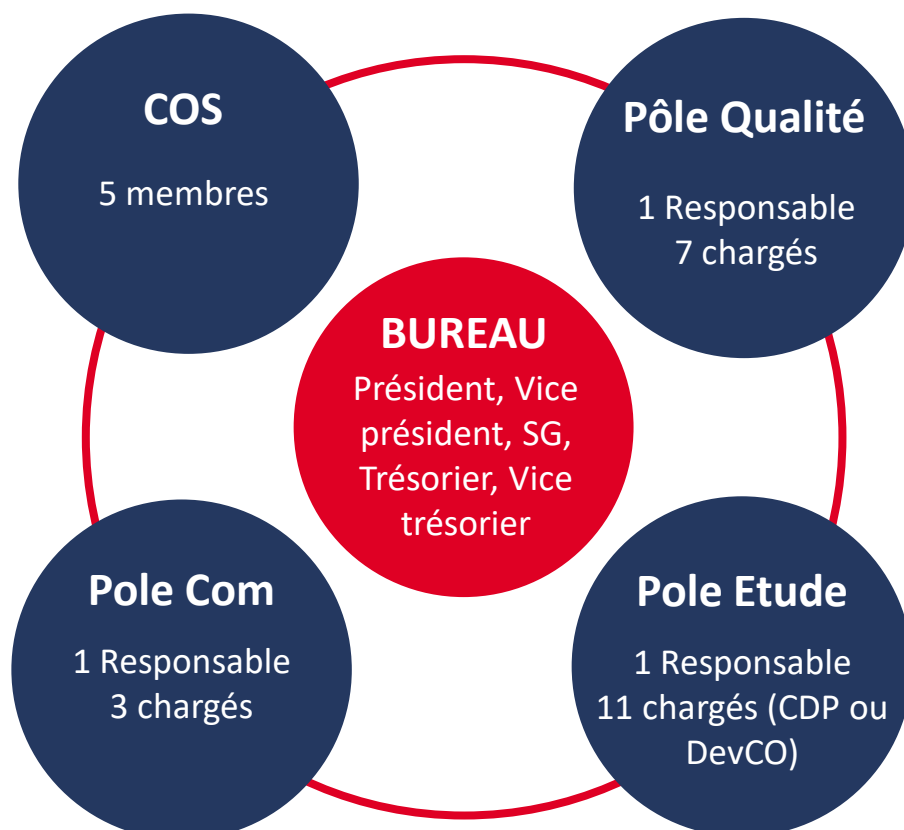 COS
5 membres
Pôle Qualité
1 Responsable
7 chargés
BUREAU
Président, Vice
président, SG,
Trésorier, Vice
trésorier
Pole Com
1 Responsable
3 chargés
Pole Etude
1 Responsable
11 chargés (CDP ou
DevCO)